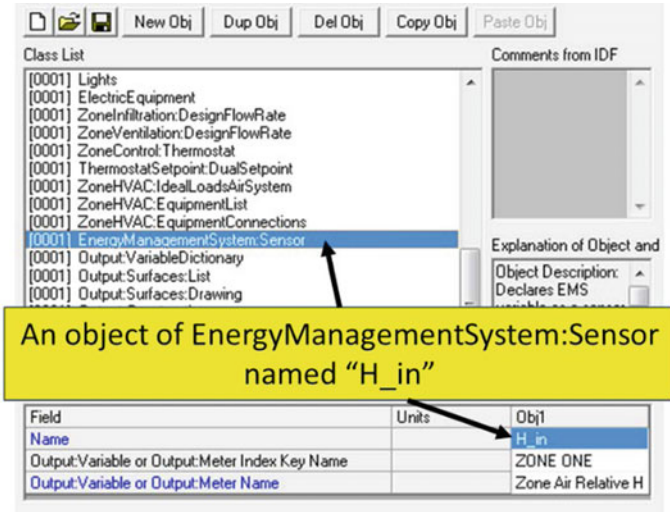 New Obj Dup Obj Del Obj Copy Obj Paste Obj
Class List
[0001] Lights
[0001] ElectricEquipment
[0001] ZoneInfiltration:DesignFlowRate
[0001] ZoneVentilation:DesignFlowRate
[0001] ZoneControl:Thermostat
[0001] ThermostatSetpoint:DualSetpoint
[0001] ZoneHVAC:IdealLoadsAirSystem
[0001] ZoneHVAC:EquipmentList
[0001] ZoneHVAC:EquipmentConnections
[0001] EnergyManagementSystem:Sensor
[0001] Output:VariableDictionary
[0001] Output:Surfaces:List
[0001] Output:Surfaces:Drawing
Comments from IDF
Explanation of Object and
Object Description:
Declares EMS
An object of EnergyManagementSystem:Sensor
named “H_in”
Field Units Obj1
Name H_in
Output:Variable or Output:Meter Index Key Name ZONE ONE
Output:Variable or Output:Meter Name Zone Air Relative H